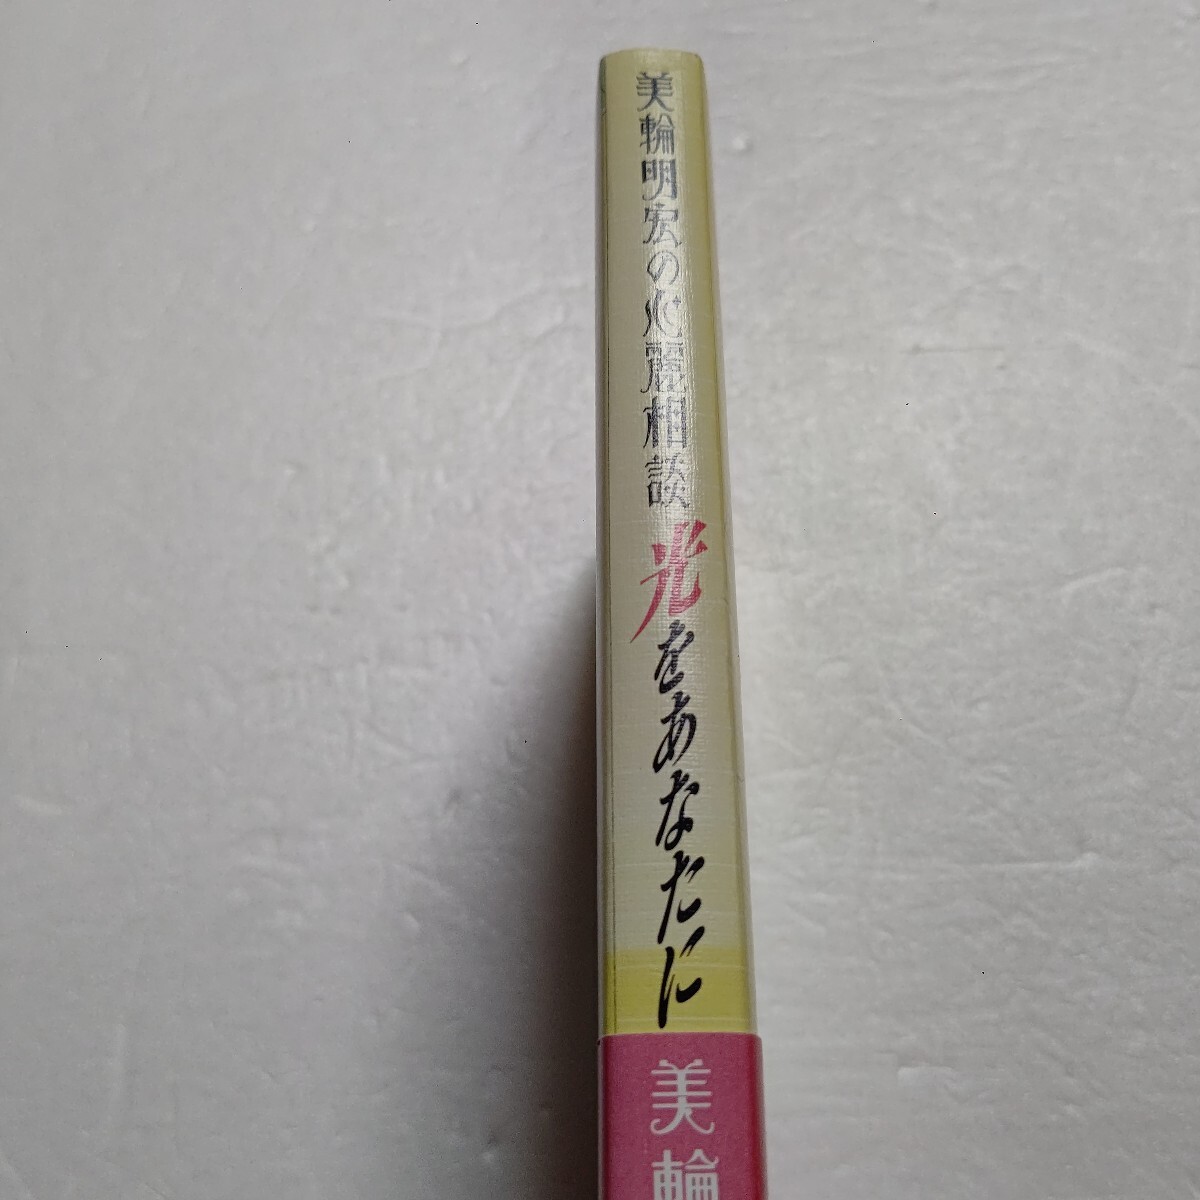 美輪明宏の心麗相談
光をあなたに
美輪